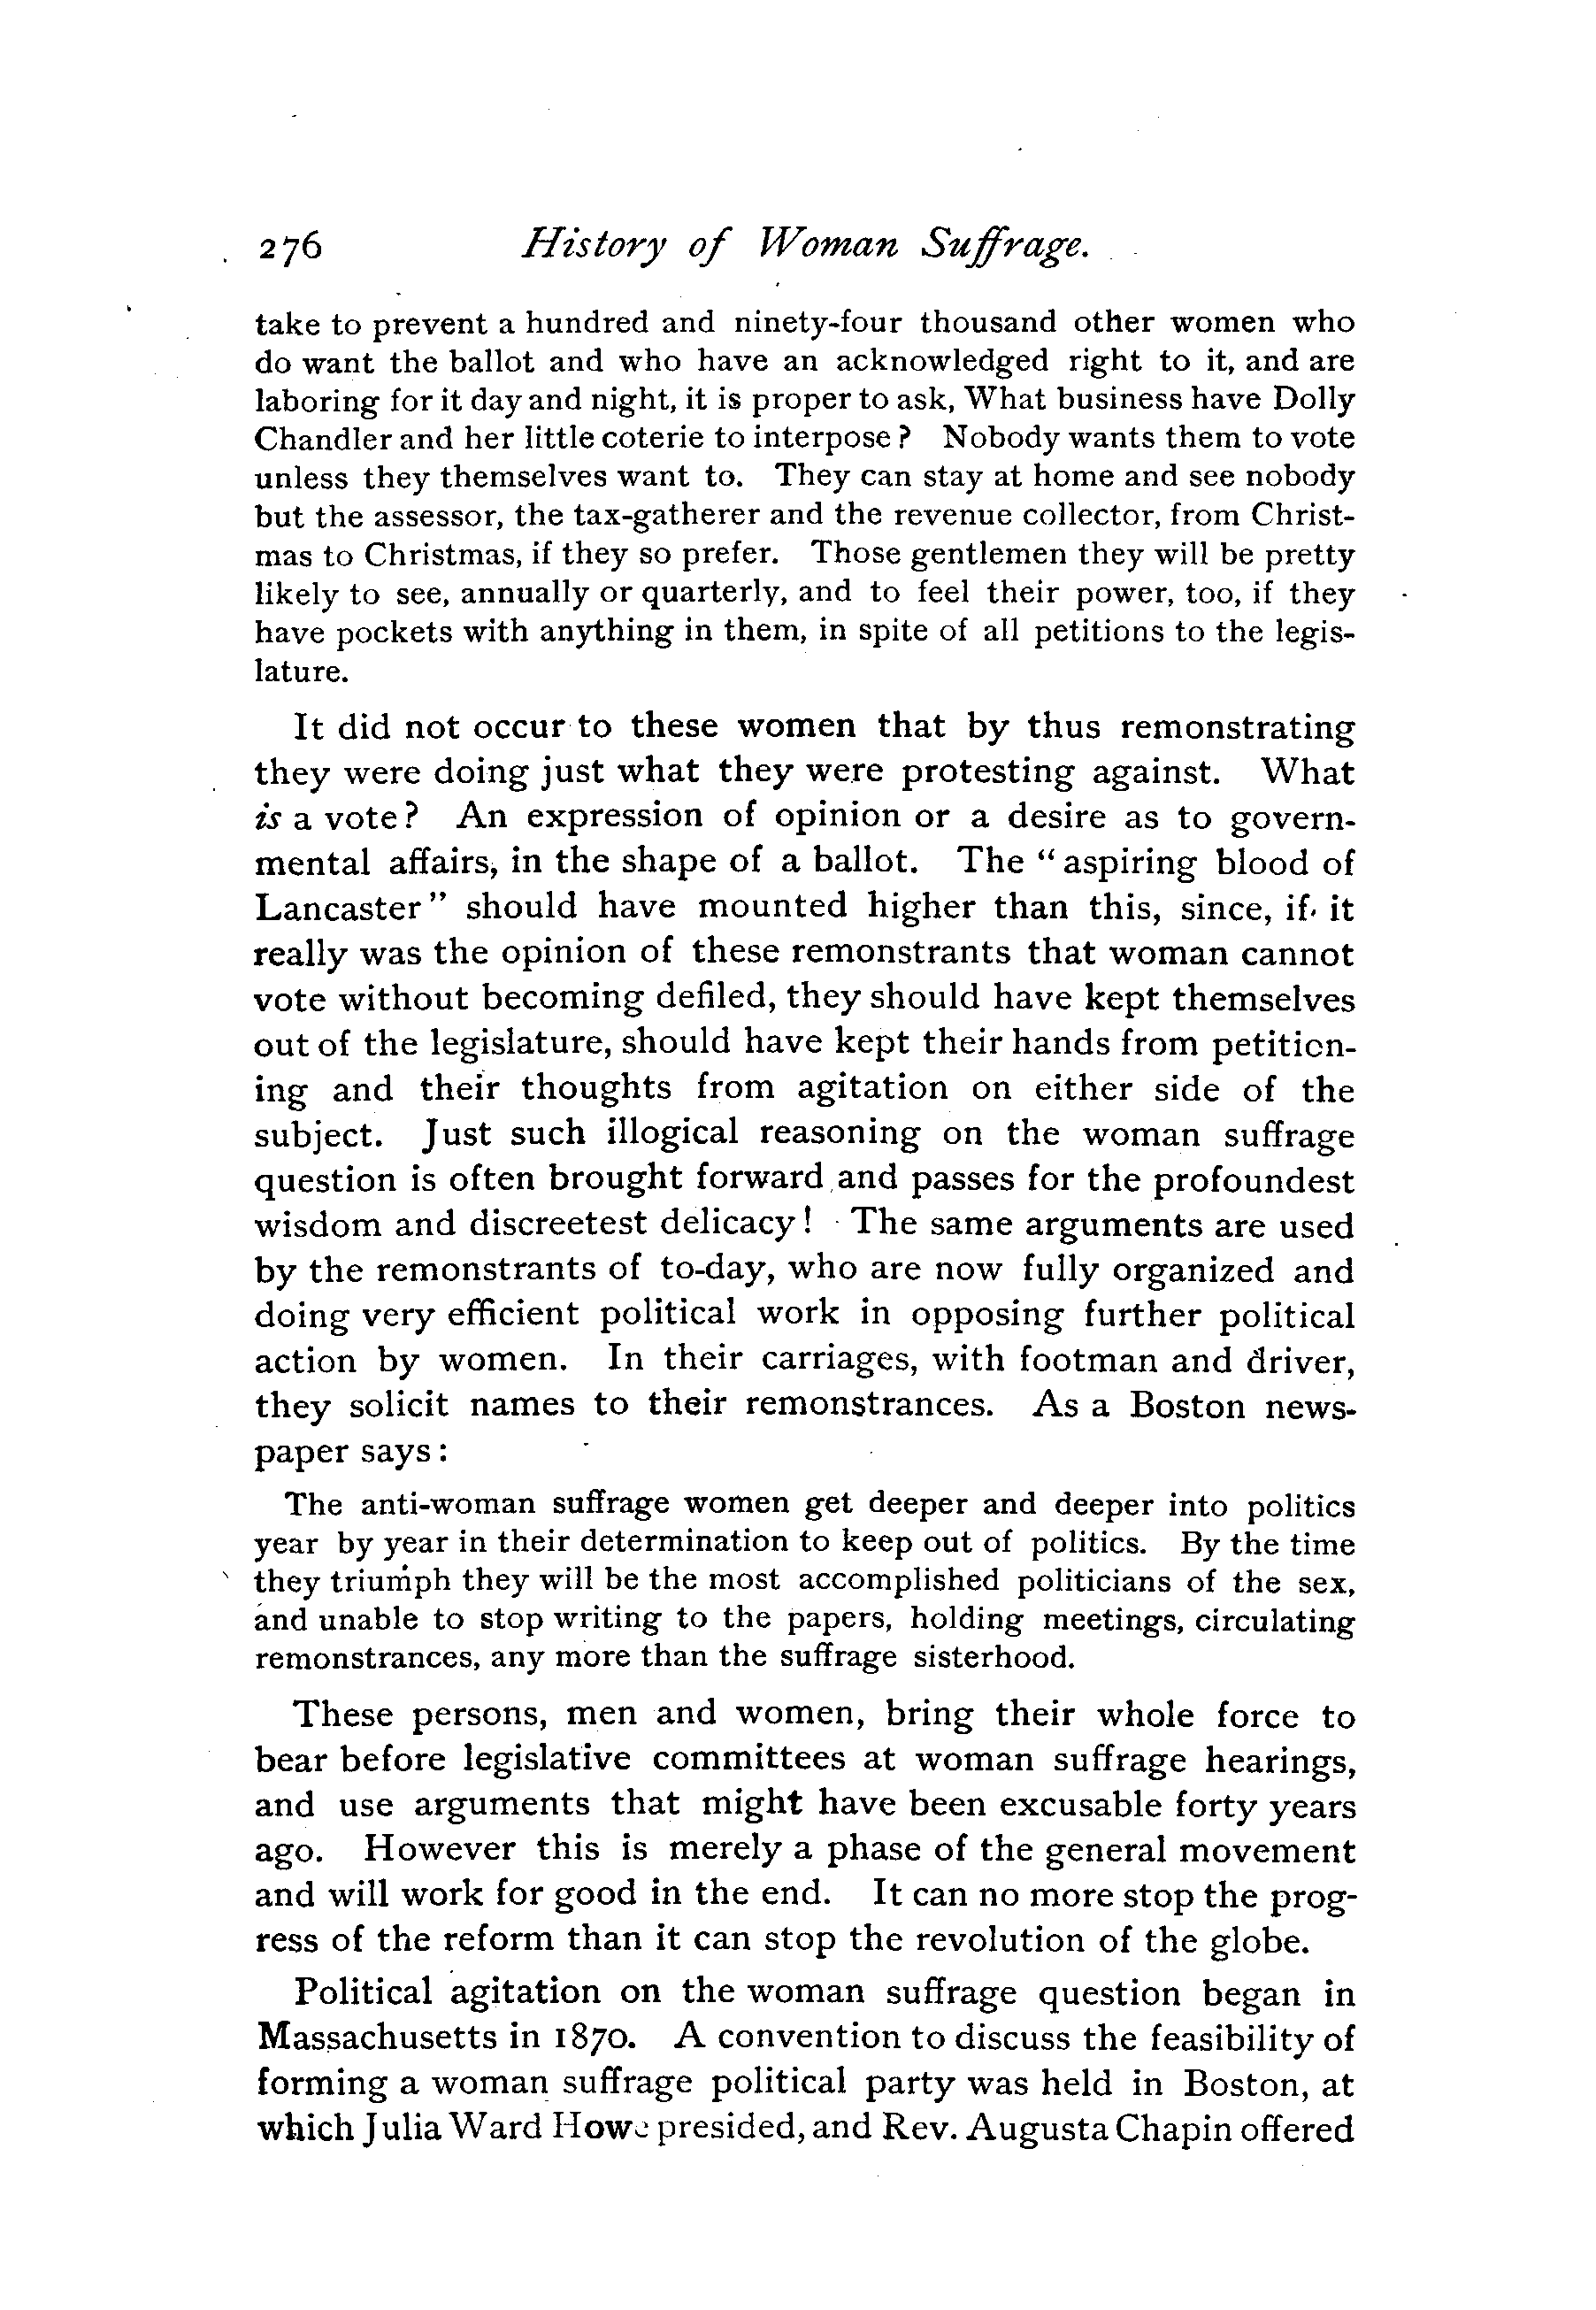 276 History of Woman Suffrage.
take to prevent a hundred and ninety-four thousand other women who
do want the ballot and who have an acknowledged right to it, and are
laboring for it day and night, it is proper to ask, What business have Dolly
Chandler and her little coterie to interpose? Nobody wants them to vote
unless they themselves want to. They can stay at home and see nobody
but the assessor, the tax-gatherer and the revenue collector, from Christ-
mas to Christmas, if they so prefer. Those gentlemen they will be pretty
likely to see, annually or quarterly, and to feel their power, too, if they
have pockets with anything in them, in spite of all petitions to the legis-
lature.
It did not occur to these women that by thus remonstrating
they were doing just what they were protesting against. What
is a vote? An expression of opinion or a desire as to govern-
mental affairs, in the shape of a ballot. The "aspiring blood of
Lancaster" should have mounted higher than this, since, if it
really was the opinion of these remonstrants that woman cannot
vote without becoming defiled, they should have kept themselves
out of the legislature, should have kept their hands from petition-
ing and their thoughts from agitation on either side of the
subject. Just such illogical reasoning on the woman suffrage
question is often brought forward and passes for the profoundest
wisdom and discreetest delicacy! The same arguments are used
by the remonstrants of to-day, who are now fully organized and
doing very efficient political work in opposing further political
action by women. In their carriages, with footman and driver,
they solicit names to their remonstrances. As a Boston news-
paper says:
The anti-woman suffrage women get deeper and deeper into politics
year by year in their determination to keep out of politics. By the time
they triumph they will be the most accomplished politicians of the sex,
and unable to stop writing to the papers, holding meetings, circulating
remonstrances, any more than the suffrage sisterhood.
These persons, men and women, bring their whole force to
bear before legislative committees at woman suffrage hearings,
and use arguments that might have been excusable forty years
ago. However this is merely a phase of the general movement
and will work for good in the end. It can no more stop the prog-
ress of the reform than it can stop the revolution of the globe.
Political agitation on the woman suffrage question began in
Massachusetts in 1870. A convention to discuss the feasibility of
forming a woman suffrage political party was held in Boston, at
which Julia Ward Howe presided, and Rev. Augusta Chapin offered